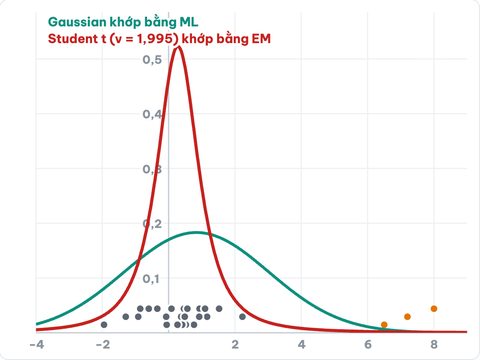 Gaussian khớp bằng ML
Student t (ν = 1,995) khớp bằng EM
0,5
0,4
0,3
0,2
0,1
−4 −2 0 2 4 6 8